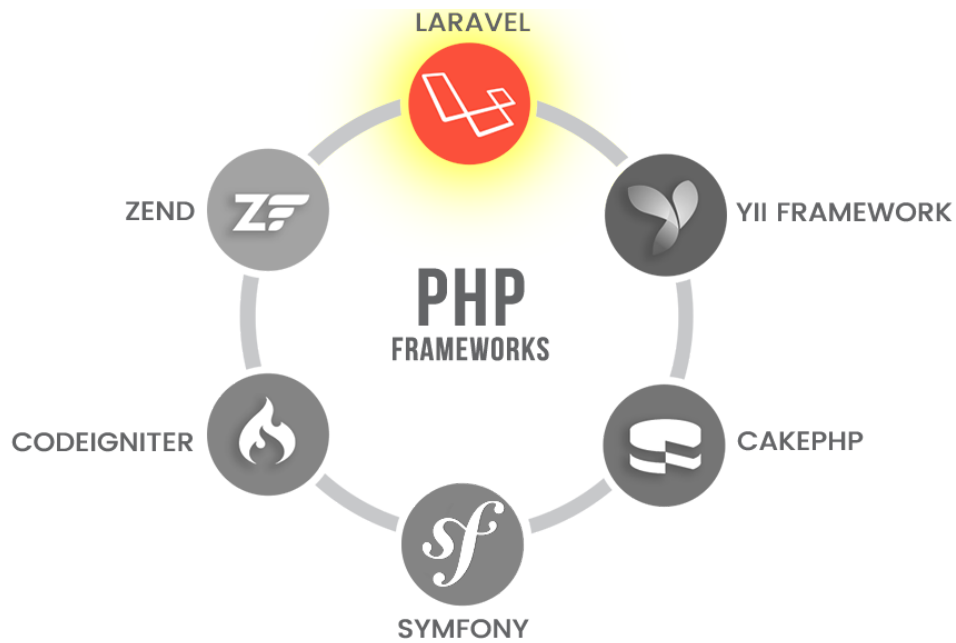 LARAVEL
ZEND
YII FRAMEWORK
PHP
FRAMEWORKS
CODEIGNITER
CAKEPHP
SYMFONY